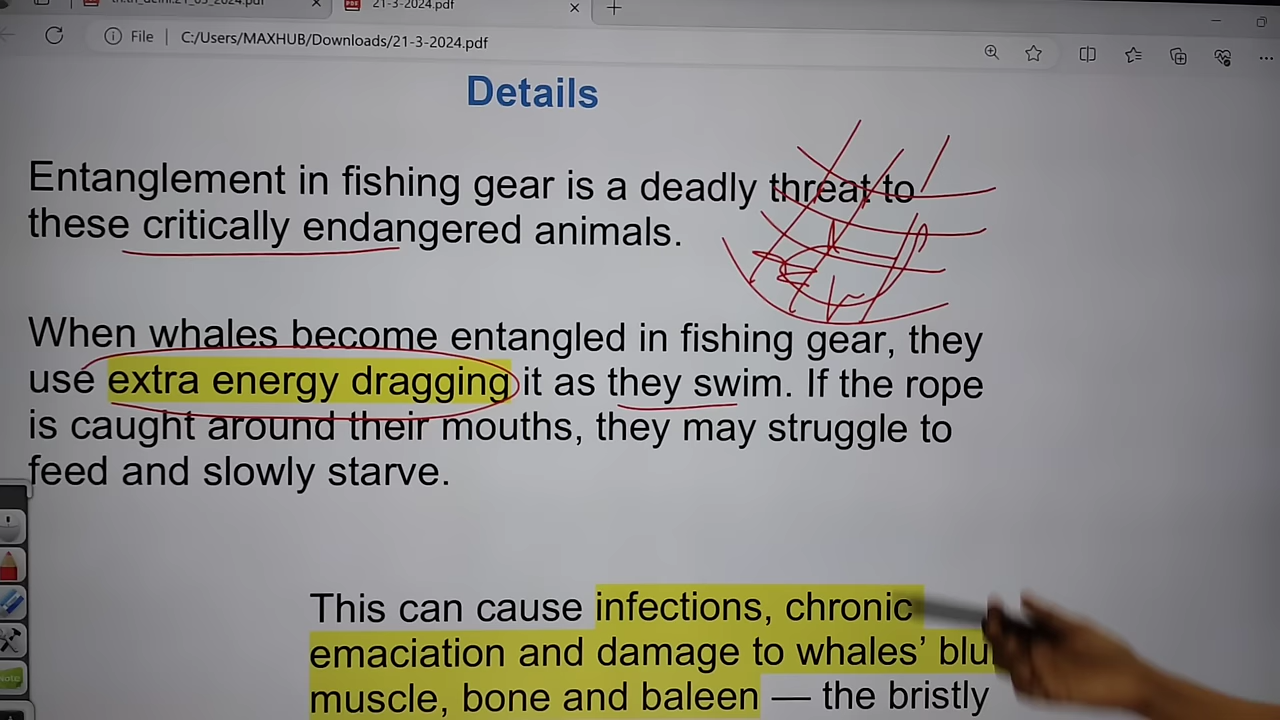 21-3-2024.pdf
File
C:/Users/MAXHUB/Downloads/21-3-2024.pdf
Details
Entanglement in fishing gear is a deadly threat to
these critically endangered animals.
When whales become entangled in fishing gear, they
use extra energy dragging it as they swim. If the rope
is caught around their mouths, they may struggle to
feed and slowly starve.
This can cause infections, chronic
emaciation and damage to whales’
muscle, bone and baleen — the bristly